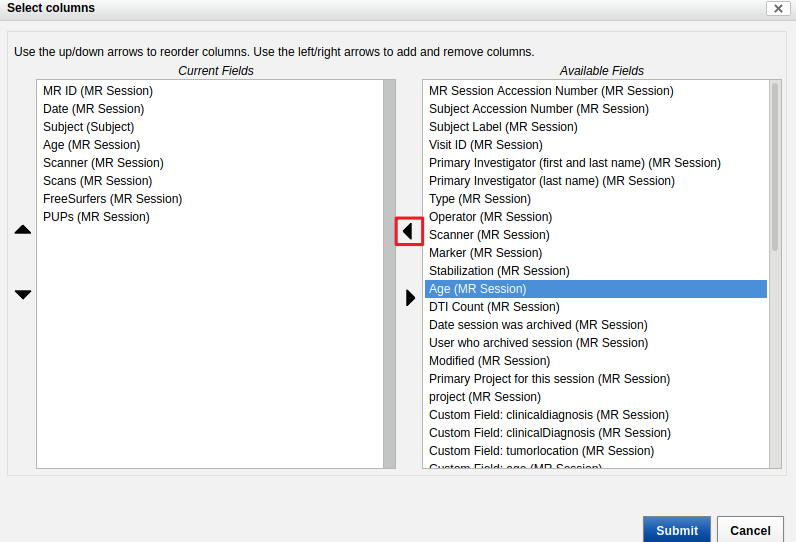 Select columns
Use the up/down arrows to reorder columns. Use the left/right arrows to add and remove columns.
Current Fields
MR ID (MR Session)
Date (MR Session)
Subject (Subject)
Age (MR Session)
Scanner (MR Session)
Scans (MR Session)
FreeSurfers (MR Session)
PUPs (MR Session)
Available Fields
MR Session Accession Number (MR Session)
Subject Accession Number (MR Session)
Subject Label (MR Session)
Visit ID (MR Session)
Primary Investigator (first and last name) (MR Session)
Primary Investigator (last name) (MR Session)
Type (MR Session)
Operator (MR Session)
Scanner (MR Session)
Marker (MR Session)
Stabilization (MR Session)
Age (MR Session)
DTI Count (MR Session)
Date session was archived (MR Session)
User who archived session (MR Session)
Modified (MR Session)
Primary Project for this session (MR Session)
project (MR Session)
Custom Field: clinicaldiagnosis (MR Session)
Custom Field: clinicalDiagnosis (MR Session)
Custom Field: tumorlocation (MR Session)
Custom Field: age (MR Session)
Submit
Cancel